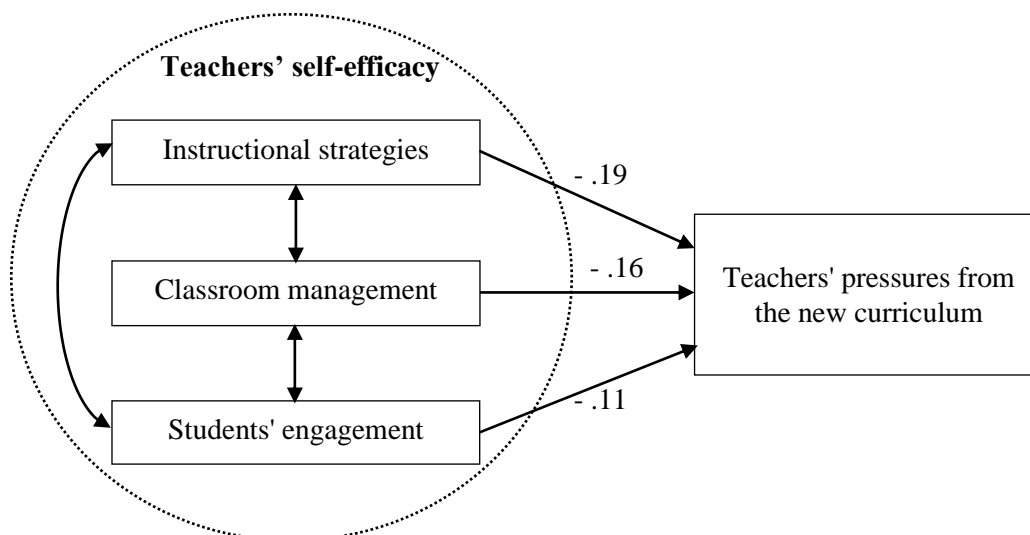 Teachers’ self-efficacy
Instructional strategies
- .19
Classroom management
- .16
Teachers' pressures from
the new curriculum
Students' engagement
- .11